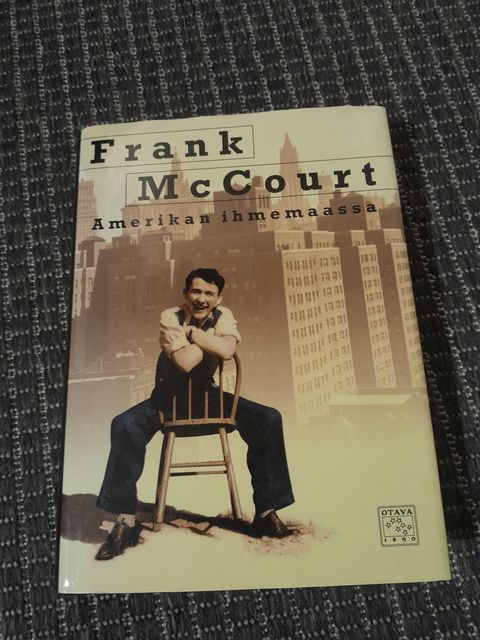 Frank
McCourt
Amerikan ihmemaassa
OTAVA
1890